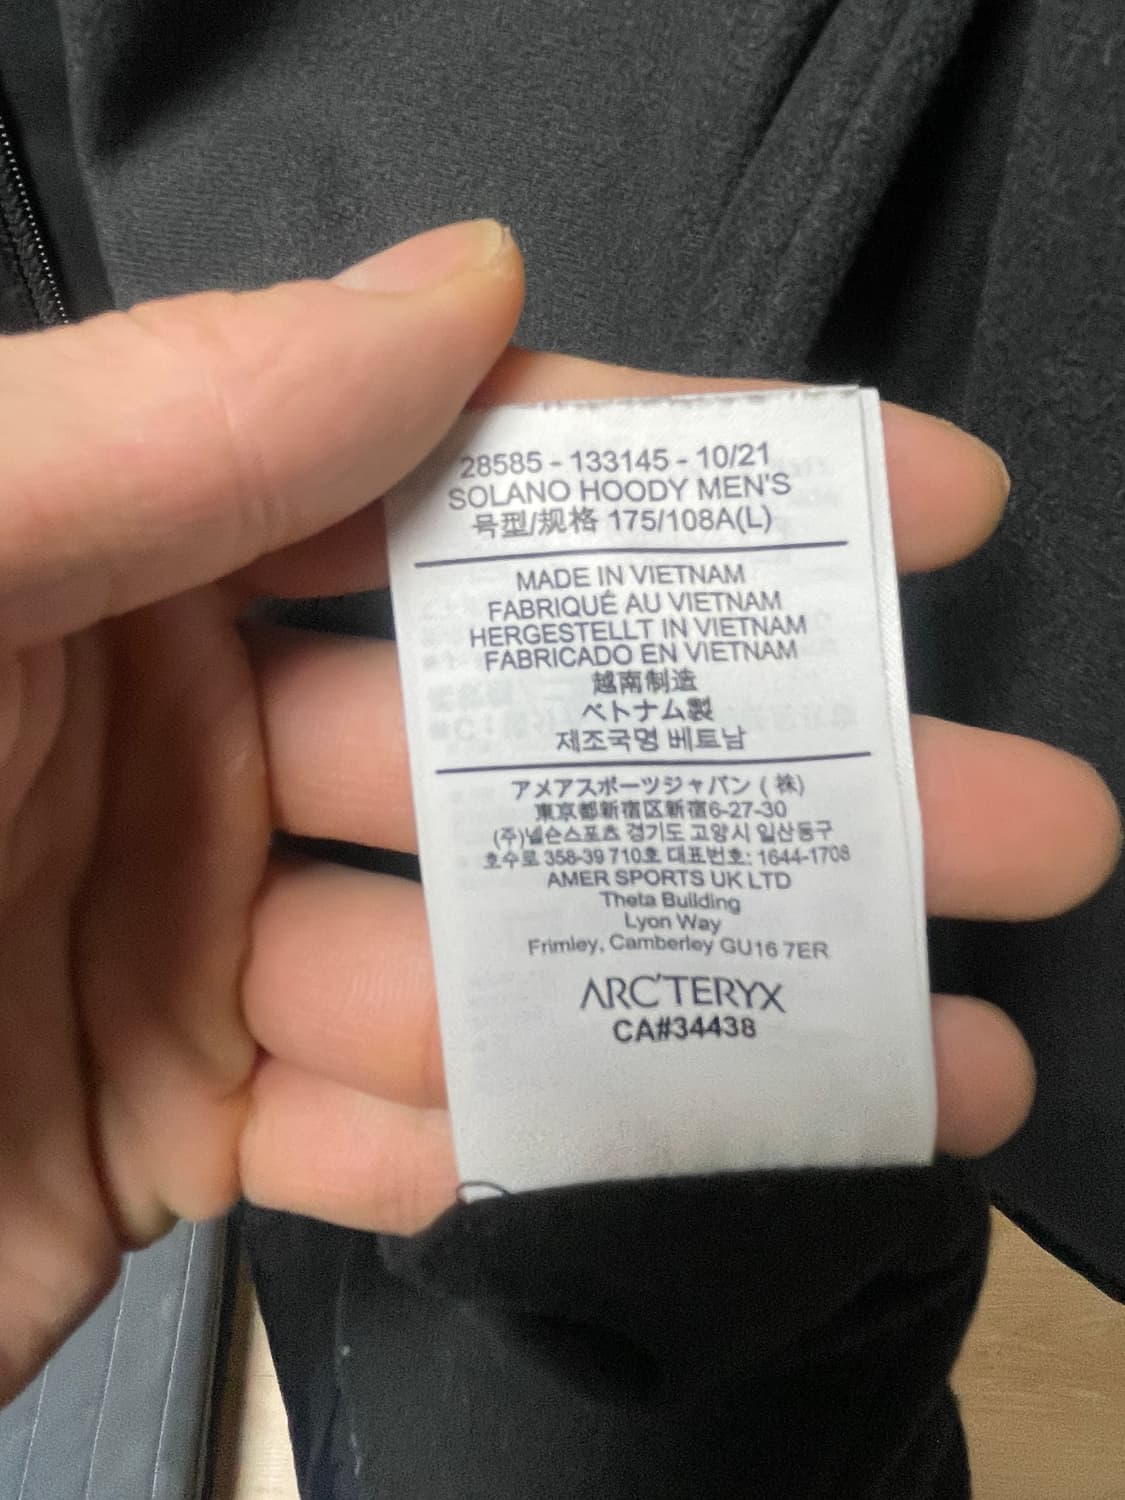 28585 - 133145 - 10/21
SOLANO HOODY MEN'S
号型/规格 175/108A(L)
MADE IN VIETNAM
FABRIQUÉ AU VIETNAM
HERGESTELLT IN VIETNAM
FABRICADO EN VIETNAM
越南制造
ベトナム製
제조국명 베트남
アメアスポーツジャパン ( 株)
東京都新宿区新宿6-27-30
(주)넬슨스포츠 경기도 고양시 일산동구
호수로 358-39 710호 대표번호: 1644-1708
AMER SPORTS UK LTD
Theta Building
Lyon Way
Frimley, Camberley GU16 7ER
ARC'TERYX
CA#34438